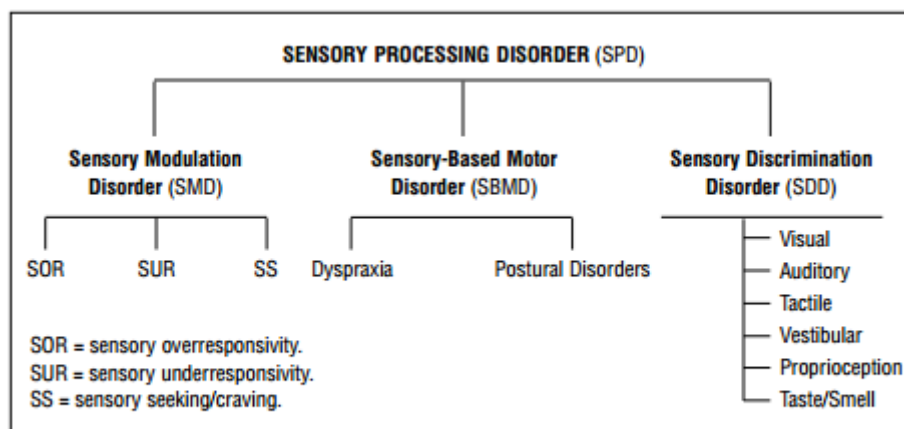 SENSORY PROCESSING DISORDER (SPD)
Sensory Modulation
Disorder (SMD)
Sensory-Based Motor
Disorder (SBMD)
Sensory Discrimination
Disorder (SDD)
SOR
SUR
SS
Dyspraxia
Postural Disorders
Visual
Auditory
Tactile
Vestibular
Proprioception
Taste/Smell
SOR = sensory overresponsivity.
SUR = sensory underresponsivity.
SS = sensory seeking/craving.